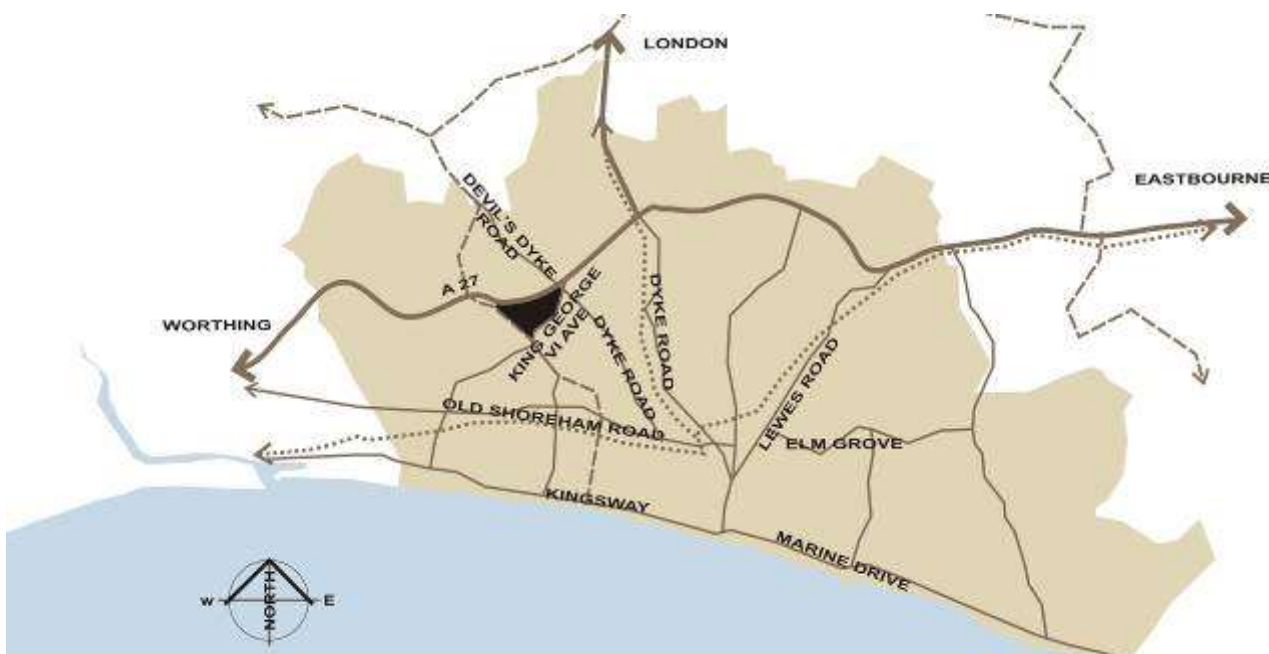 LONDON
EASTBOURNE
DEVIL'S DYKE
ROAD
A 27
WORTHING
KING GEORGE
VI AVE
DYKE ROAD
DYKE ROAD
LEWES ROAD
OLD SHOREHAM ROAD
ELM GROVE
KINGSWAY
MARINE DRIVE
W
E
NORTH